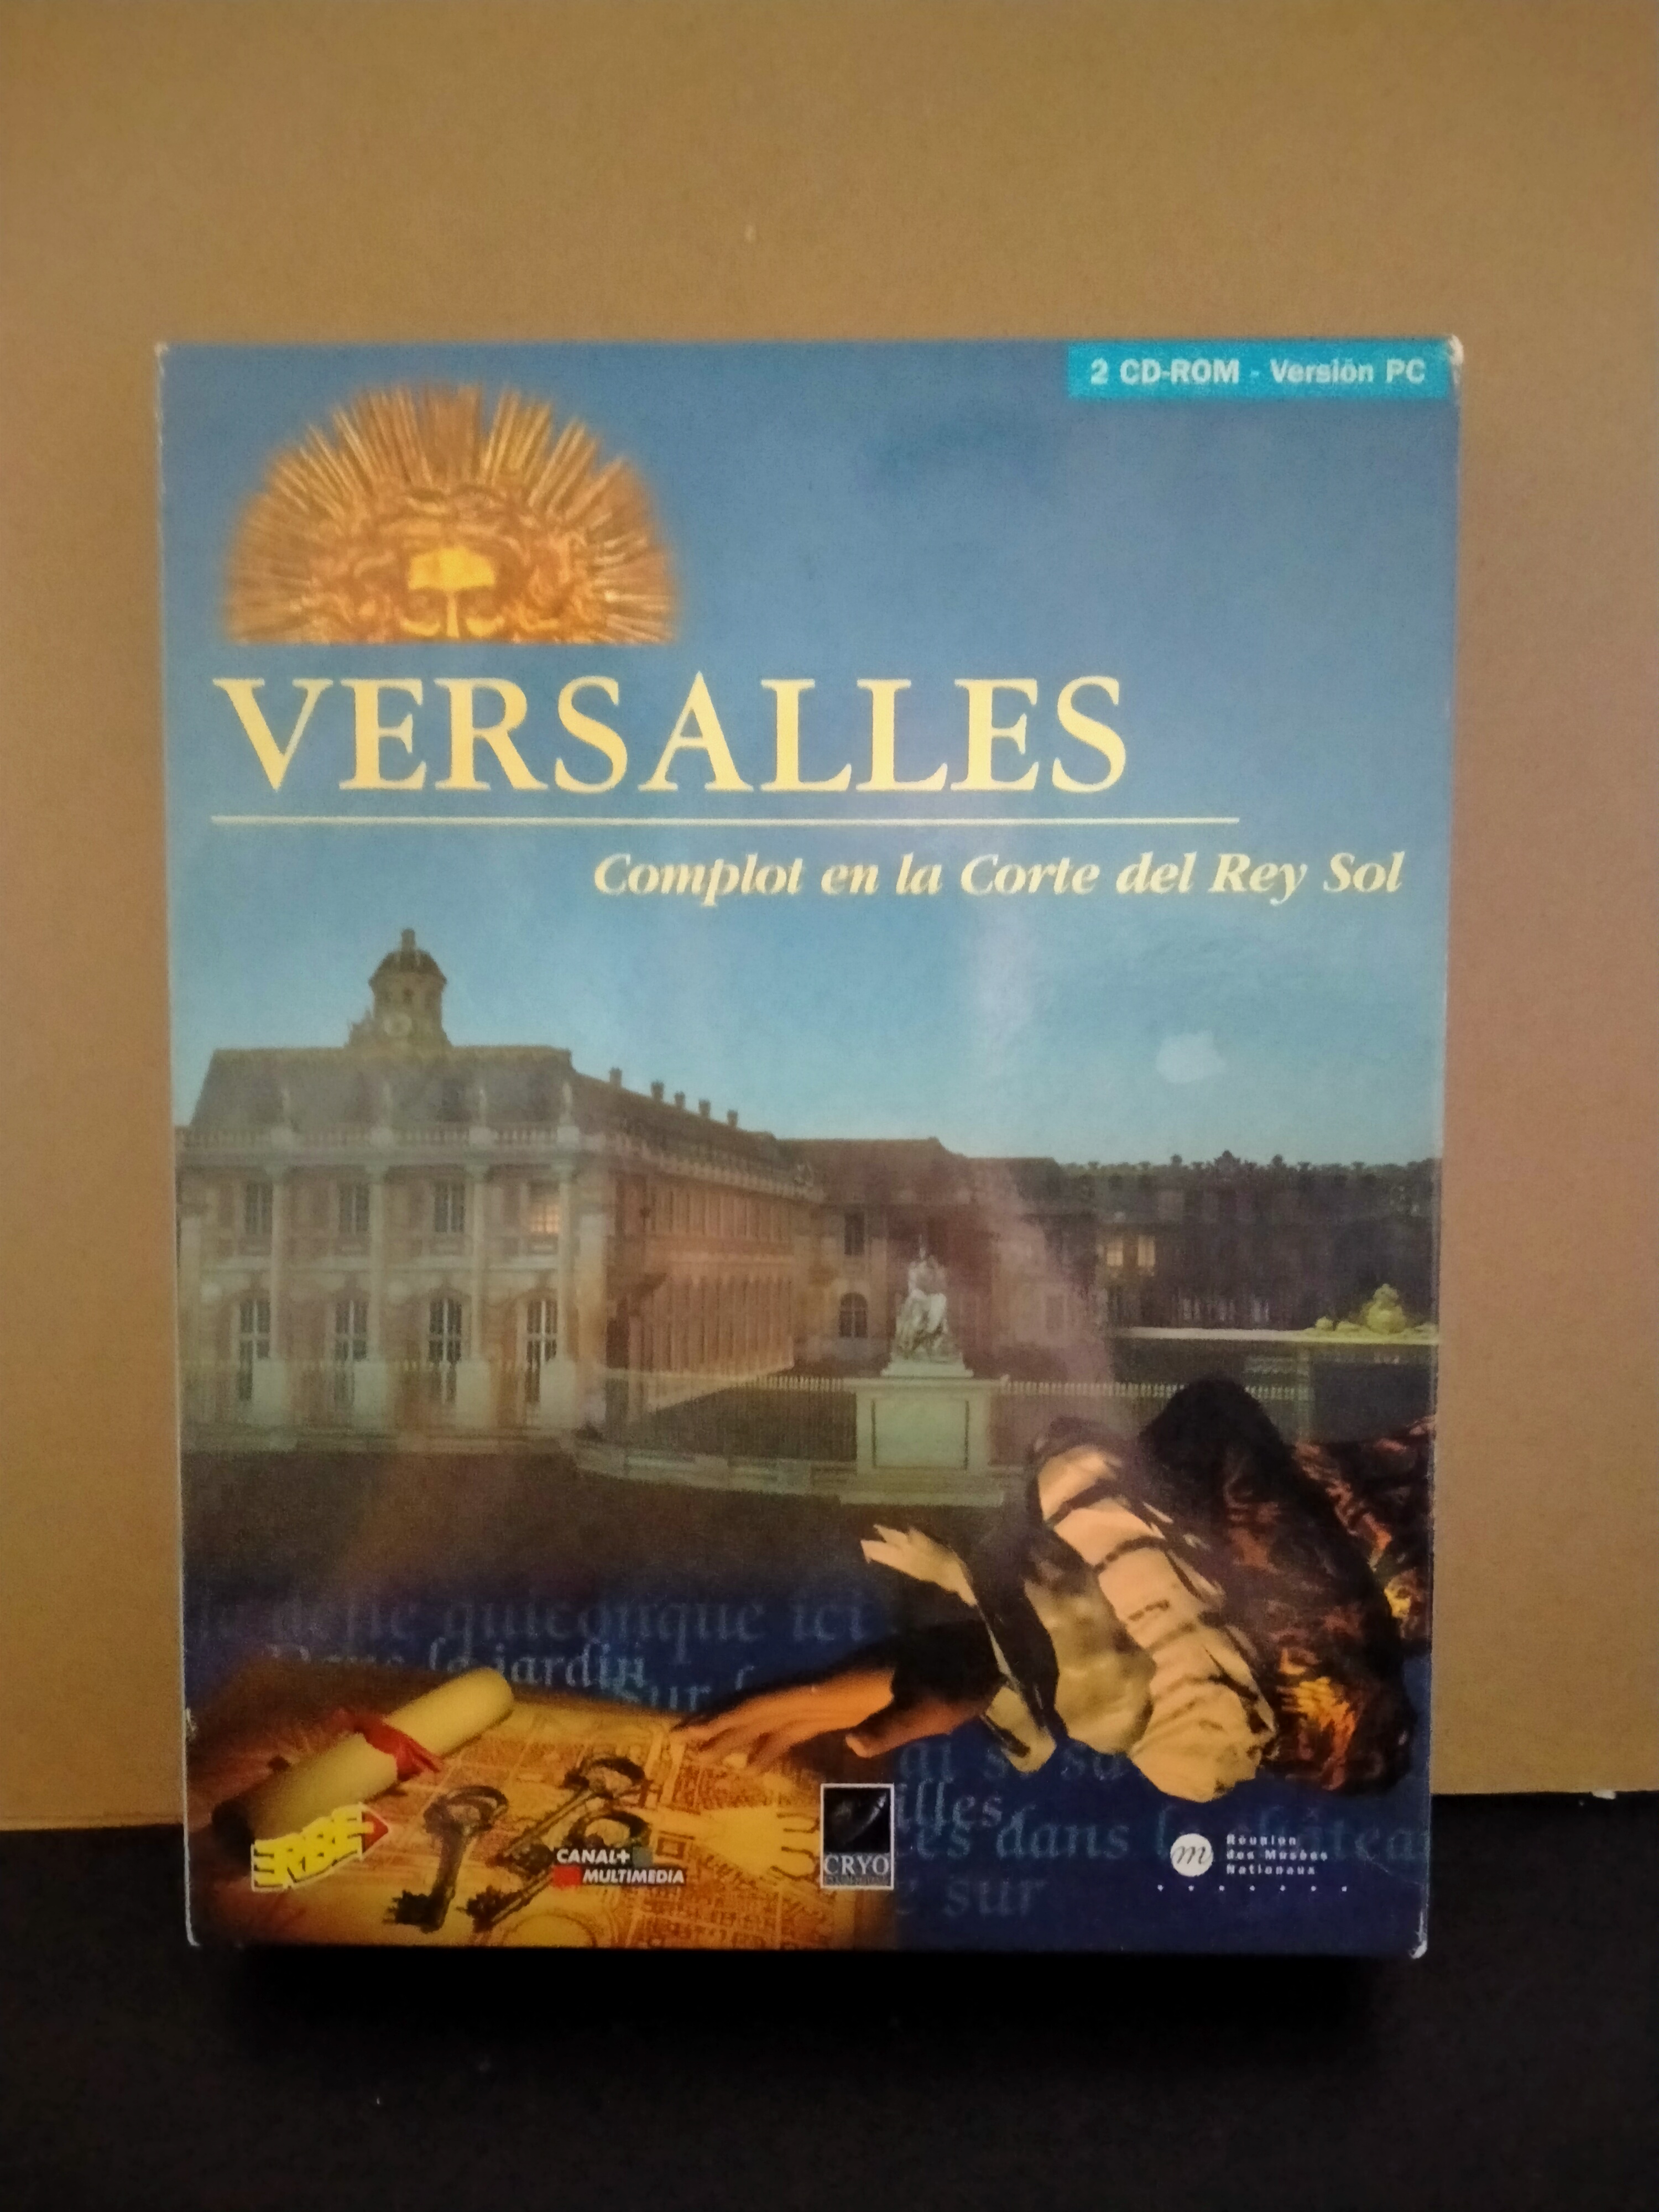 2 CD-ROM - Versión PC
VERSALLES
Complot en la Corte del Rey Sol
quiconque ici
Dans le jardin
Sur
illes,
dans
château
sur
ERBE
CANAL+
MULTIMEDIA
CRYO
m
Réunion
des Musées
Nationaux